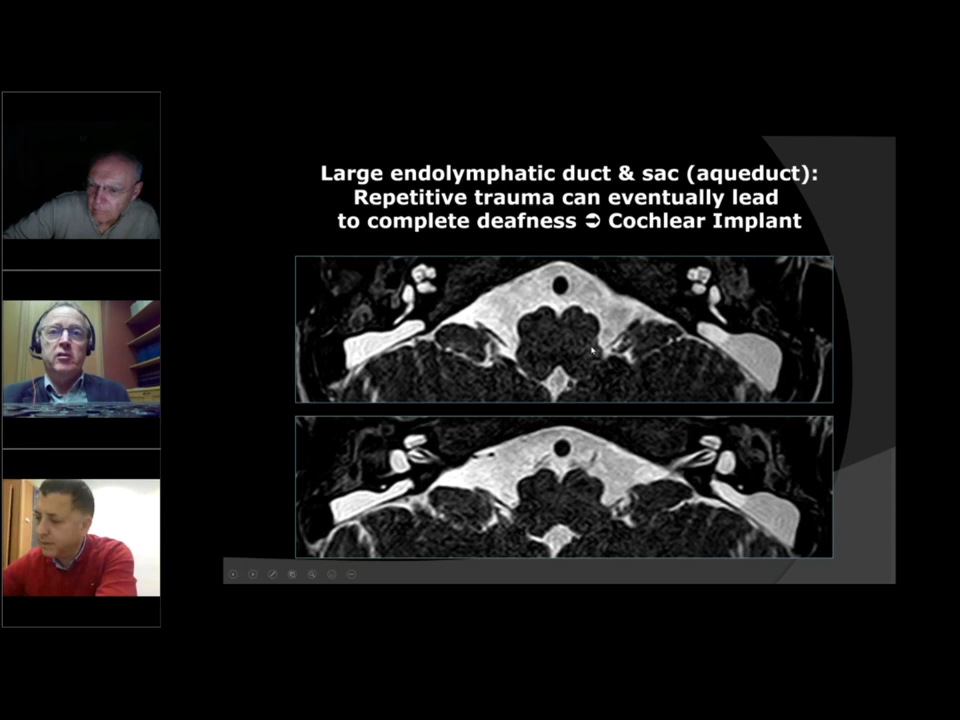 Large endolymphatic duct & sac (aqueduct):
Repetitive trauma can eventually lead
to complete deafness ➲ Cochlear Implant